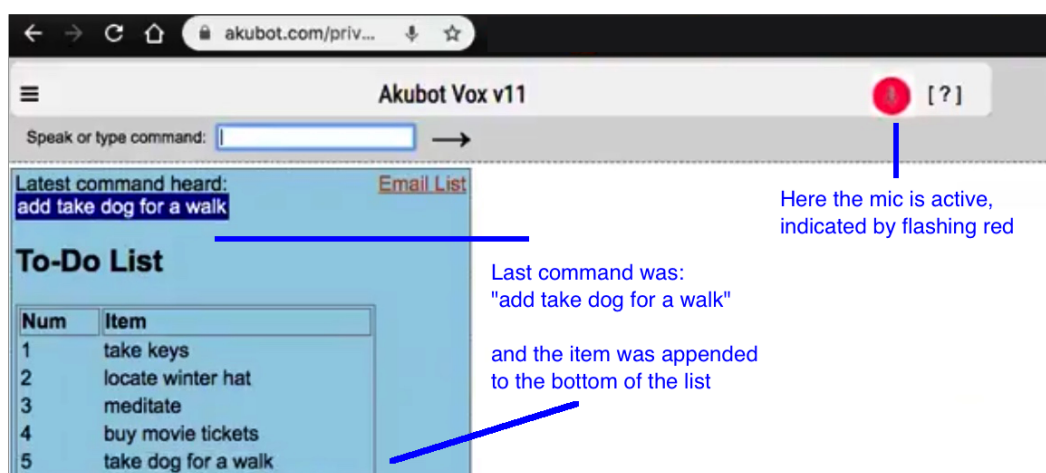 akubot.com/priv...
Akubot Vox v11
[ ? ]
Speak or type command:
Latest command heard:
Email List
add take dog for a walk
To-Do List
Num Item
1 take keys
2 locate winter hat
3 meditate
4 buy movie tickets
5 take dog for a walk
Here the mic is active,
indicated by flashing red
Last command was:
"add take dog for a walk"
and the item was appended
to the bottom of the list